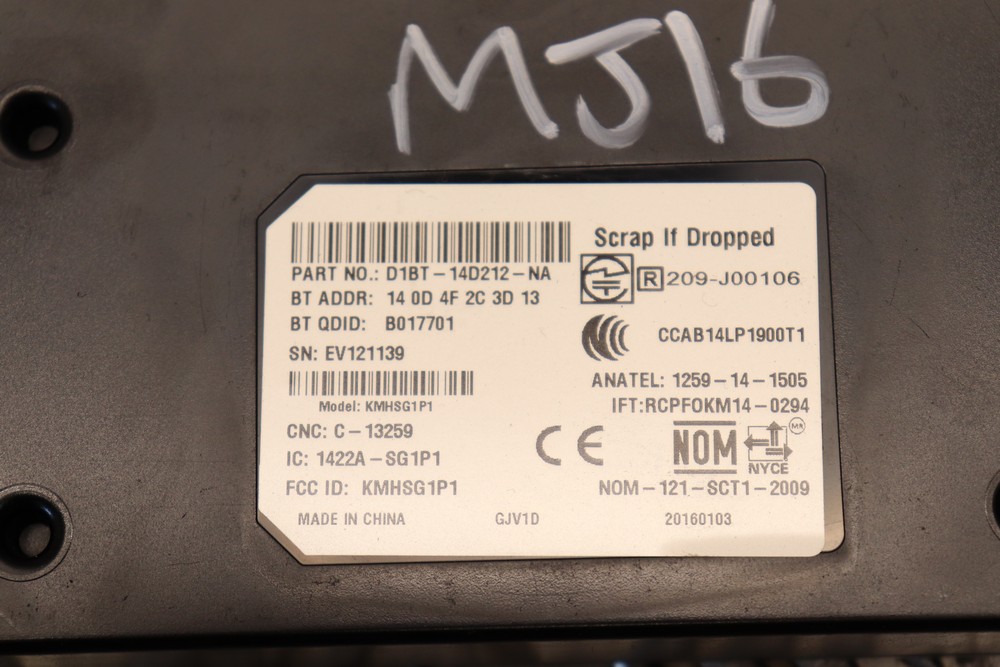 MJ16
PART NO.: D1BT-14D212-NA
BT ADDR: 14 0D 4F 2C 3D 13
BT QDID: B017701
SN: EV121139
Model: KMHSG1P1
CNC: C-13259
IC: 1422A-SG1P1
FCC ID: KMHSG1P1
MADE IN CHINA
GJV1D
Scrap If Dropped
R 209-J00106
CCAB14LP1900T1
ANATEL: 1259-14-1505
IFT:RCPFOKM14-0294
CE
NOM
NYCE
NOM-121-SCT1-2009
20160103